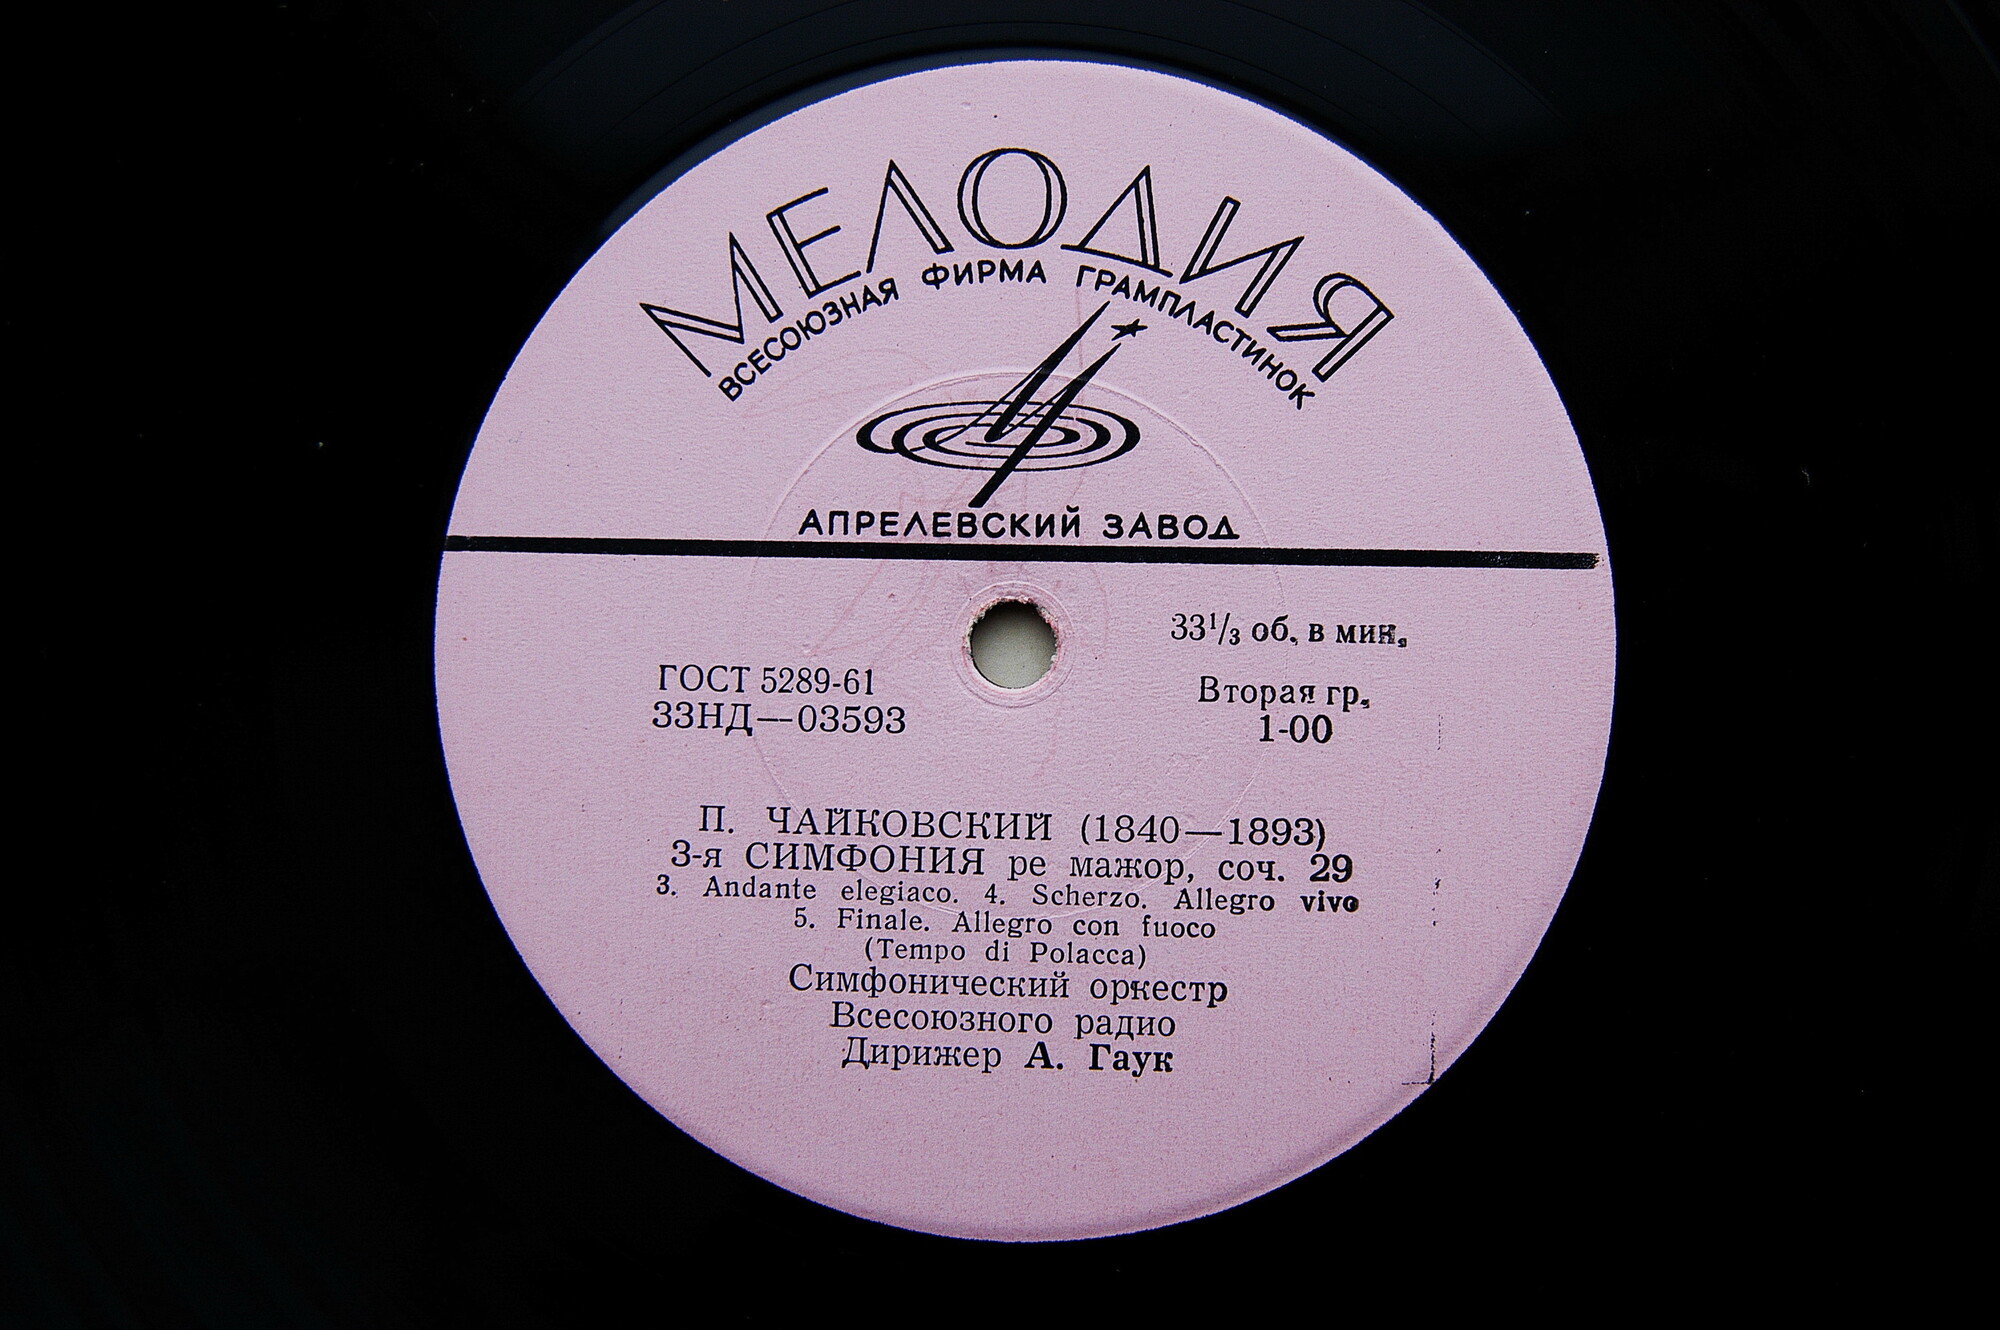 МЕЛОДИЯ
ВСЕСОЮЗНАЯ ФИРМА ГРАМПЛАСТИНОК
АПРЕЛЕВСКИЙ ЗАВОД
33¹/₃ об. в мин.
ГОСТ 5289-61
Вторая гр.
33НД—03593
1-00
П. ЧАЙКОВСКИЙ (1840—1893)
3-я СИМФОНИЯ ре мажор, соч. 29
3. Andante elegiaco. 4. Scherzo. Allegro vivo
5. Finale. Allegro con fuoco
(Tempo di Polacca)
Симфонический оркестр
Всесоюзного радио
Дирижер А. Гаук